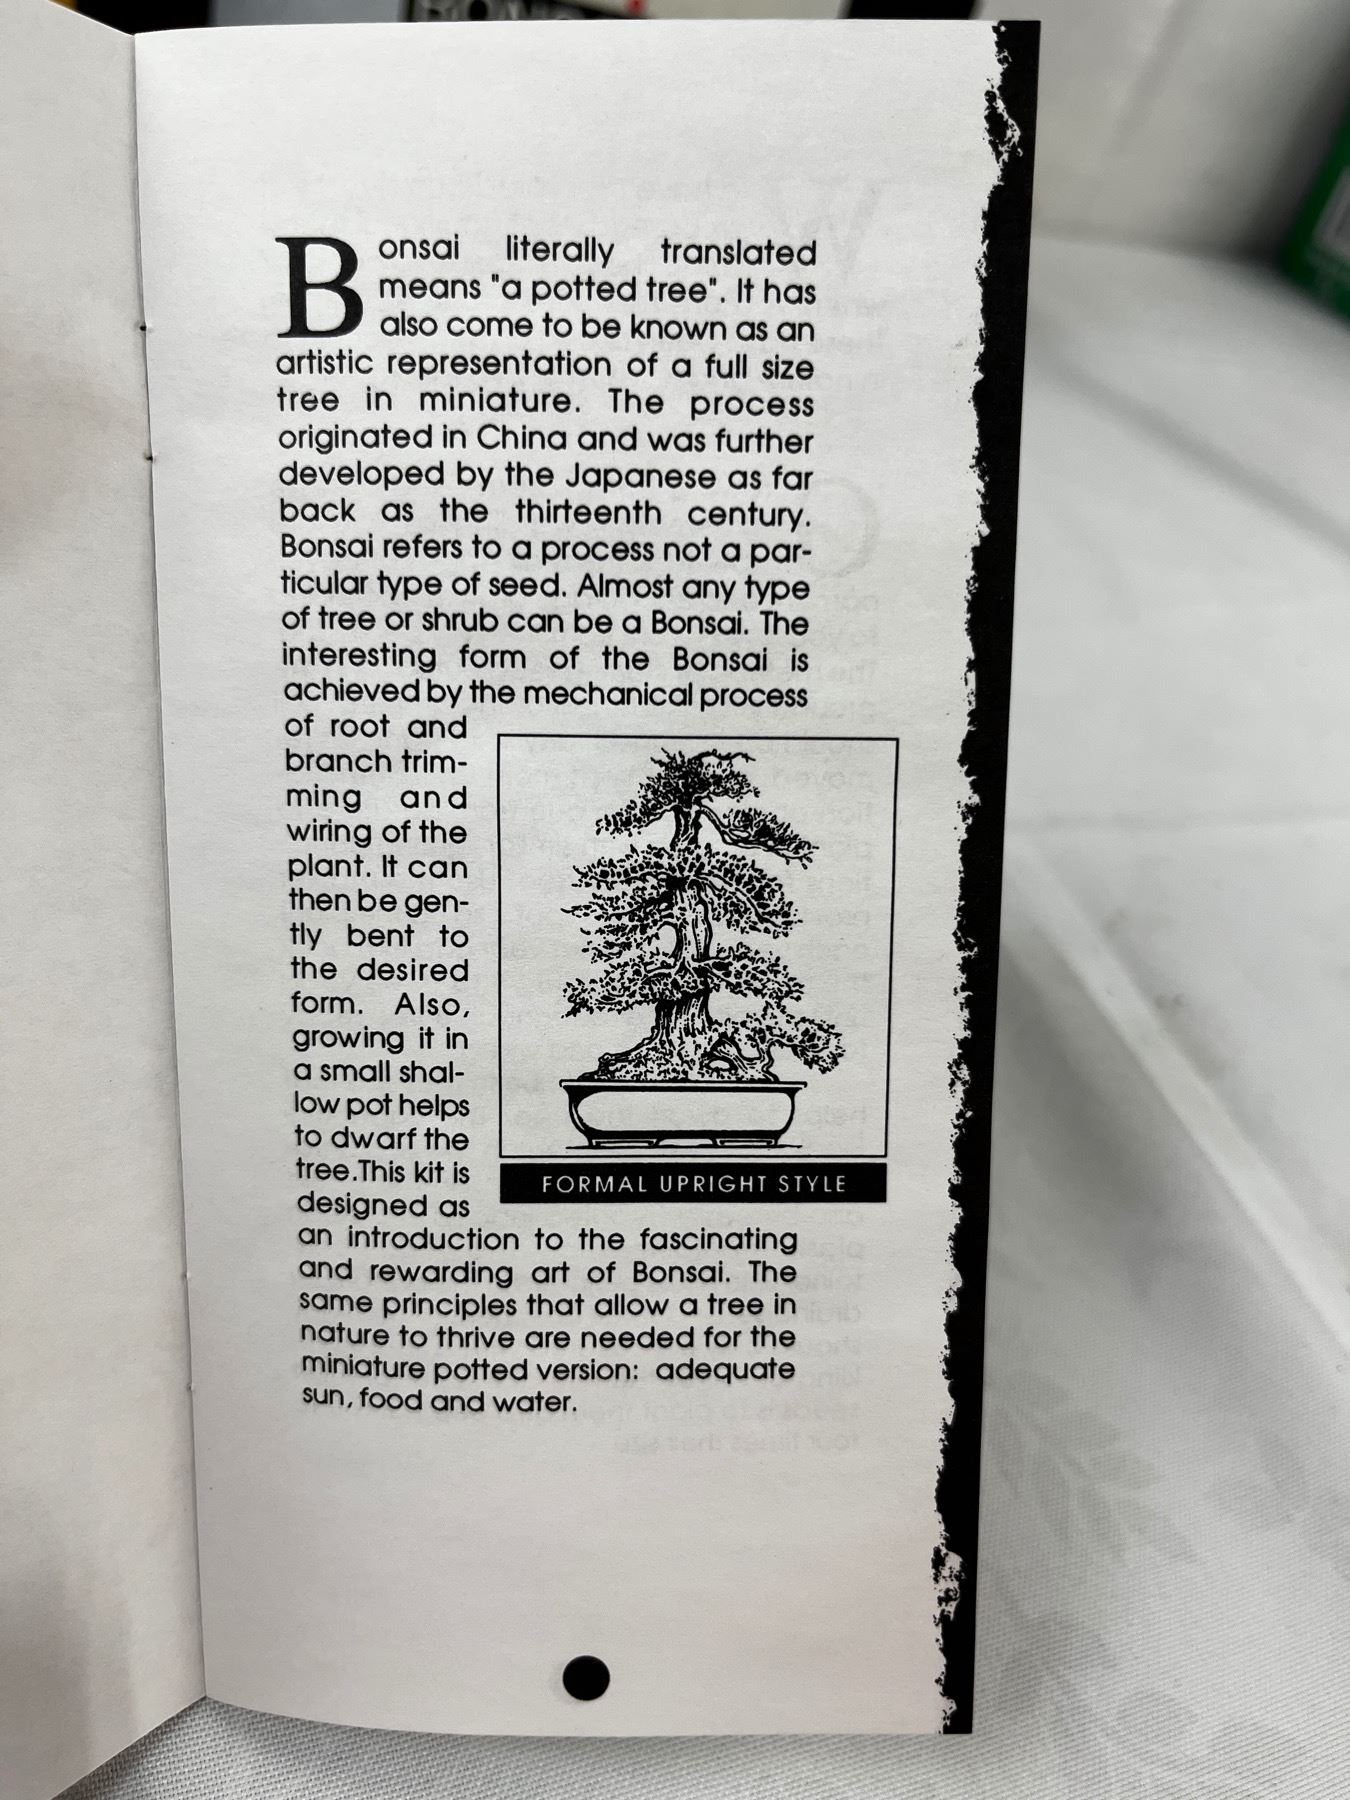 Bonsai literally translated
means "a potted tree". It has
also come to be known as an
artistic representation of a full size
tree in miniature. The process
originated in China and was further
developed by the Japanese as far
back as the thirteenth century.
Bonsai refers to a process not a par-
ticular type of seed. Almost any type
of tree or shrub can be a Bonsai. The
interesting form of the Bonsai is
achieved by the mechanical process
of root and
branch trim-
ming and
wiring of the
plant. It can
then be gen-
tly bent to
the desired
form. Also,
growing it in
a small shal-
low pot helps
to dwarf the
tree.This kit is
designed as
an introduction to the fascinating
and rewarding art of Bonsai. The
same principles that allow a tree in
nature to thrive are needed for the
miniature potted version: adequate
sun, food and water.
FORMAL UPRIGHT STYLE